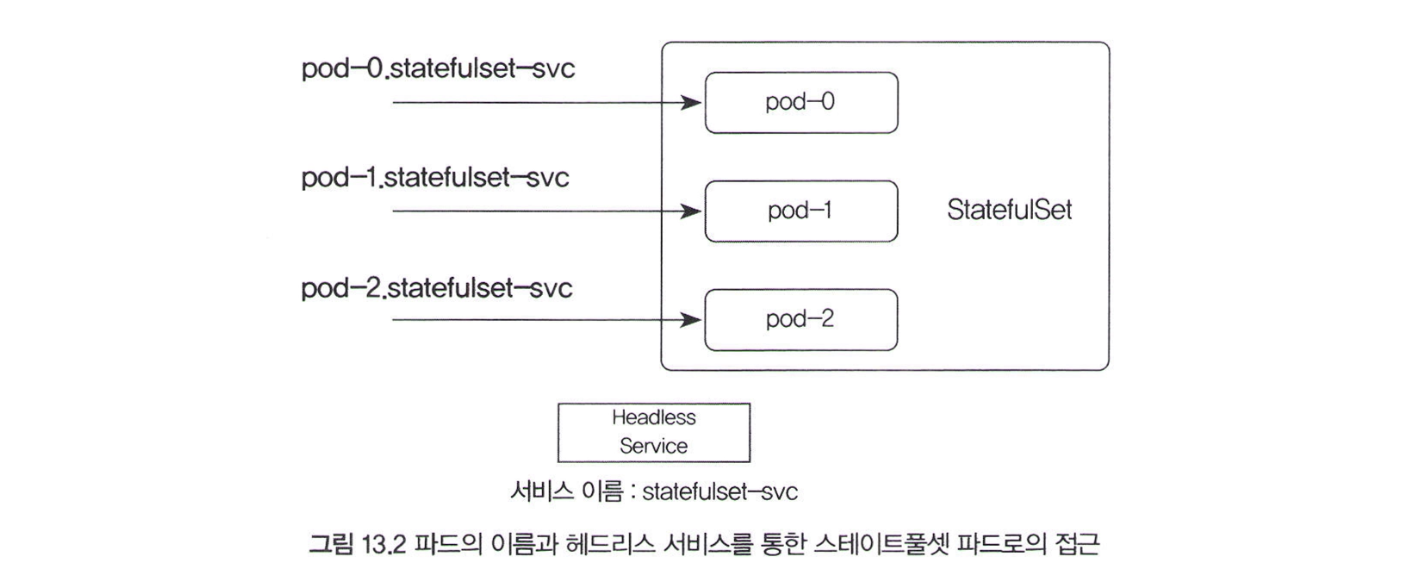 pod-0.statefulset-svc
pod-0
pod-1.statefulset-svc
pod-1
StatefulSet
pod-2.statefulset-svc
pod-2
Headless
Service
서비스 이름 : statefulset-svc
그림 13.2 파드의 이름과 헤드리스 서비스를 통한 스테이트풀셋 파드로의 접근